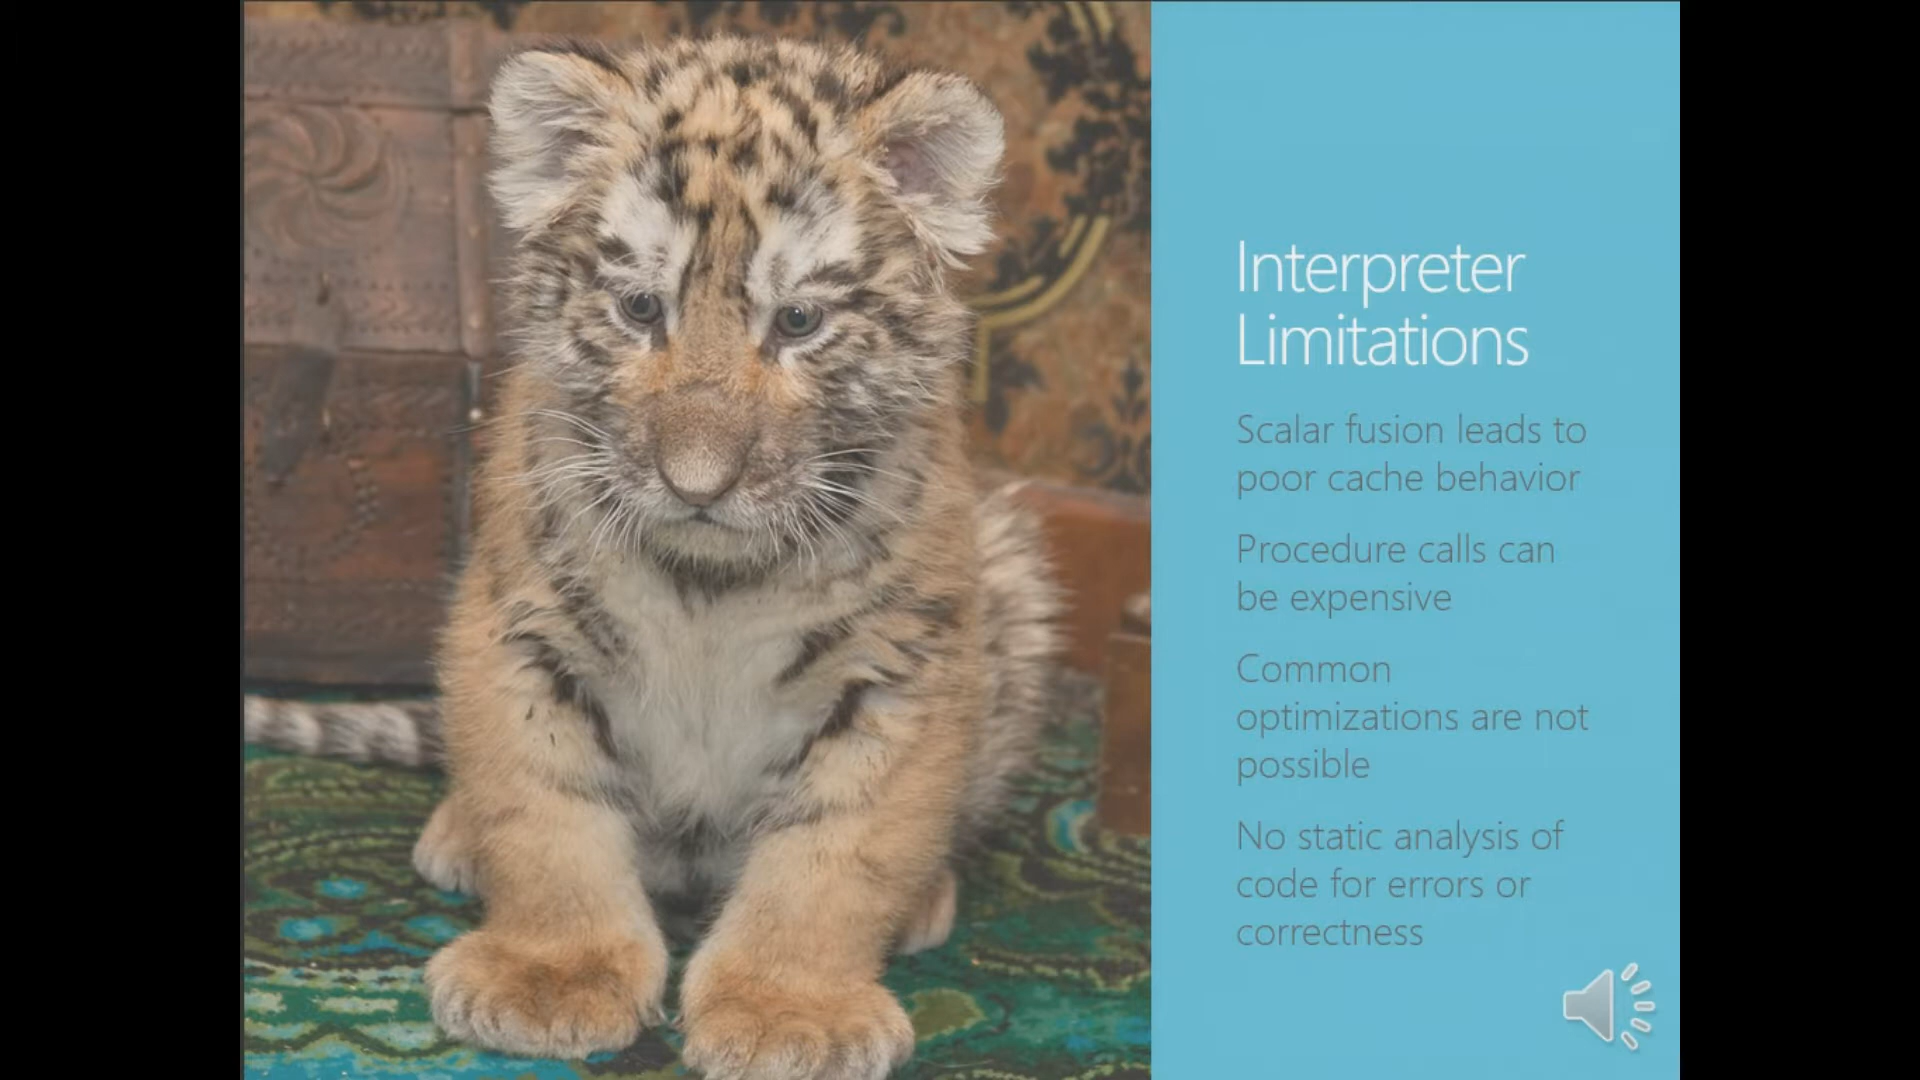 Interpreter
Limitations
Scalar fusion leads to
poor cache behavior
Procedure calls can
be expensive
Common
optimizations are not
possible
No static analysis of
code for errors or
correctness